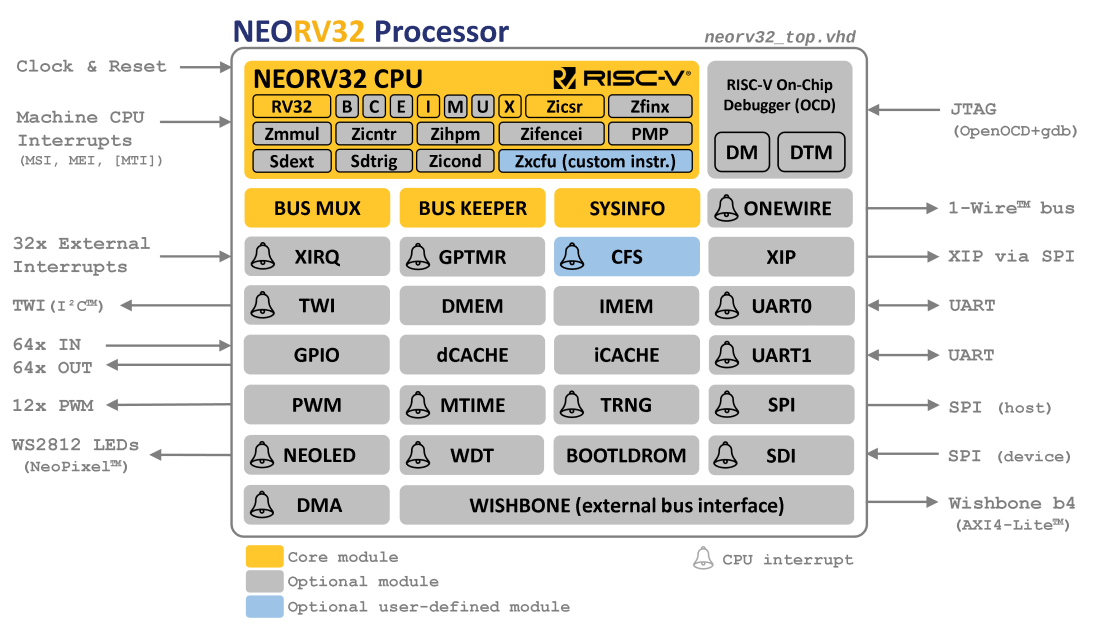 NEORV32 Processor
neorv32_top.vhd
Clock & Reset
NEORV32 CPU
RISC-V®
RISC-V On-Chip
Debugger (OCD)
RV32 B C E I M U X Zicsr Zfinx
Machine CPU
Interrupts
(MSI, MEI, [MTI])
JTAG
(OpenOCD+gdb)
Zmmul Zicntr Zihpm Zifencei PMP
DM DTM
Sdext Sdtrig Zicond Zxcfu (custom instr.)
BUS MUX BUS KEEPER SYSINFO ONEWIRE
1-Wire™ bus
32x External
Interrupts
XIRQ GPTMR CFS XIP
XIP via SPI
TWI(I²C™)
TWI DMEM IMEM UART0
UART
64x IN
64x OUT
GPIO dCACHE iCACHE UART1
UART
12x PWM
PWM MTIME TRNG SPI
SPI (host)
WS2812 LEDs
(NeoPixel™)
NEOLED WDT BOOTLDROM SDI
SPI (device)
DMA WISHBONE (external bus interface)
Wishbone b4
(AXI4-Lite™)
Core module
CPU interrupt
Optional module
Optional user-defined module